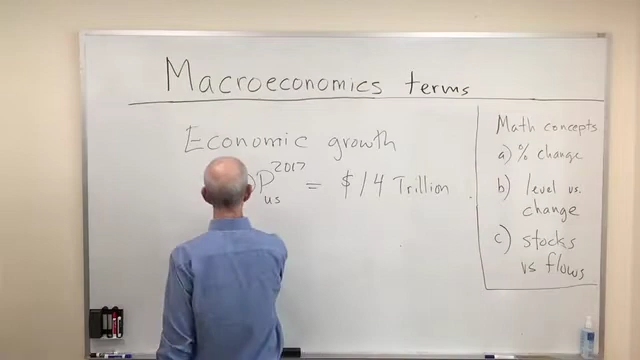 Macroeconomics terms
Economic growth
P 2017 us = $14 Trillion
Math concepts
a) % change
b) level vs.
change
c) stocks
vs flows